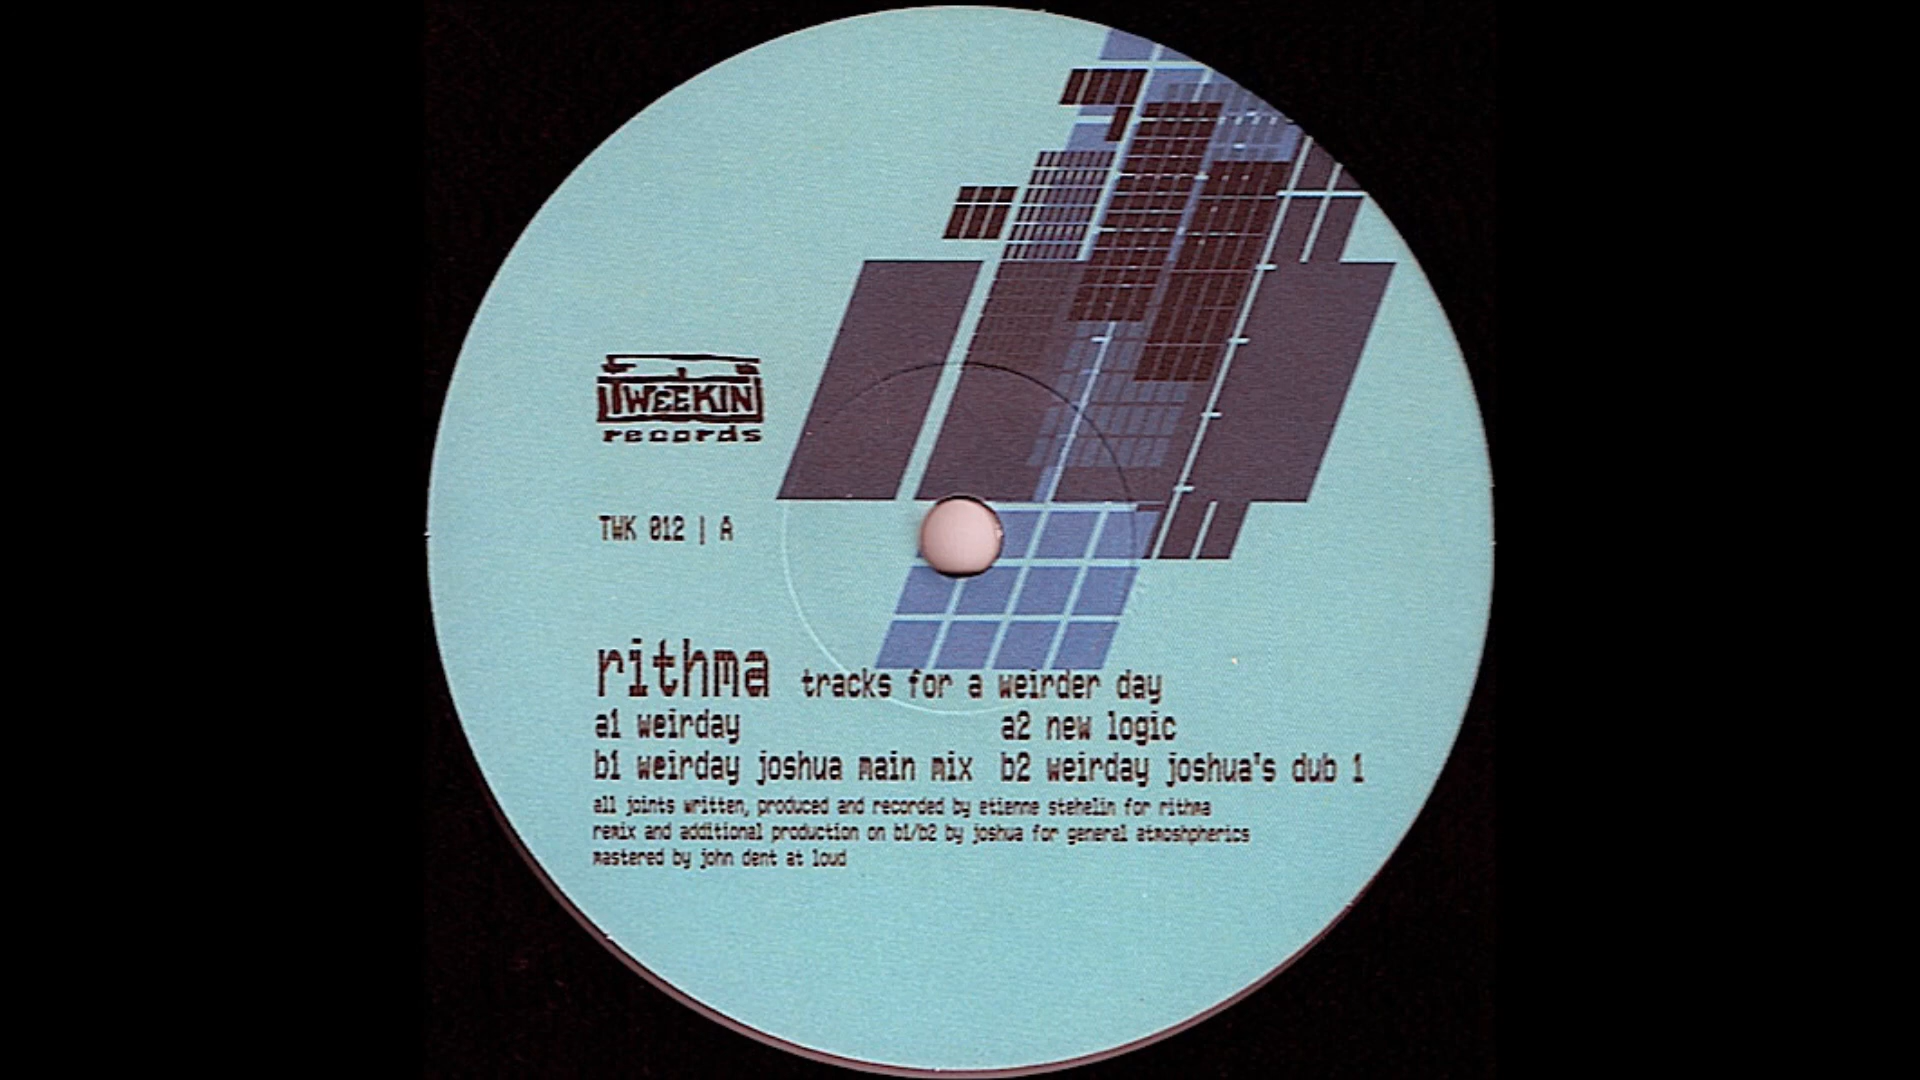 TWEEKIN
records
TWK 012 | A
rithma tracks for a weirder day
a1 weirday a2 new logic
b1 weirday joshua main mix b2 weirday joshua's dub 1
all joints written, produced and recorded by etienne stehelin for rithma
remix and additional production on b1/b2 by joshua for general atmoshpherics
mastered by john dent at loud